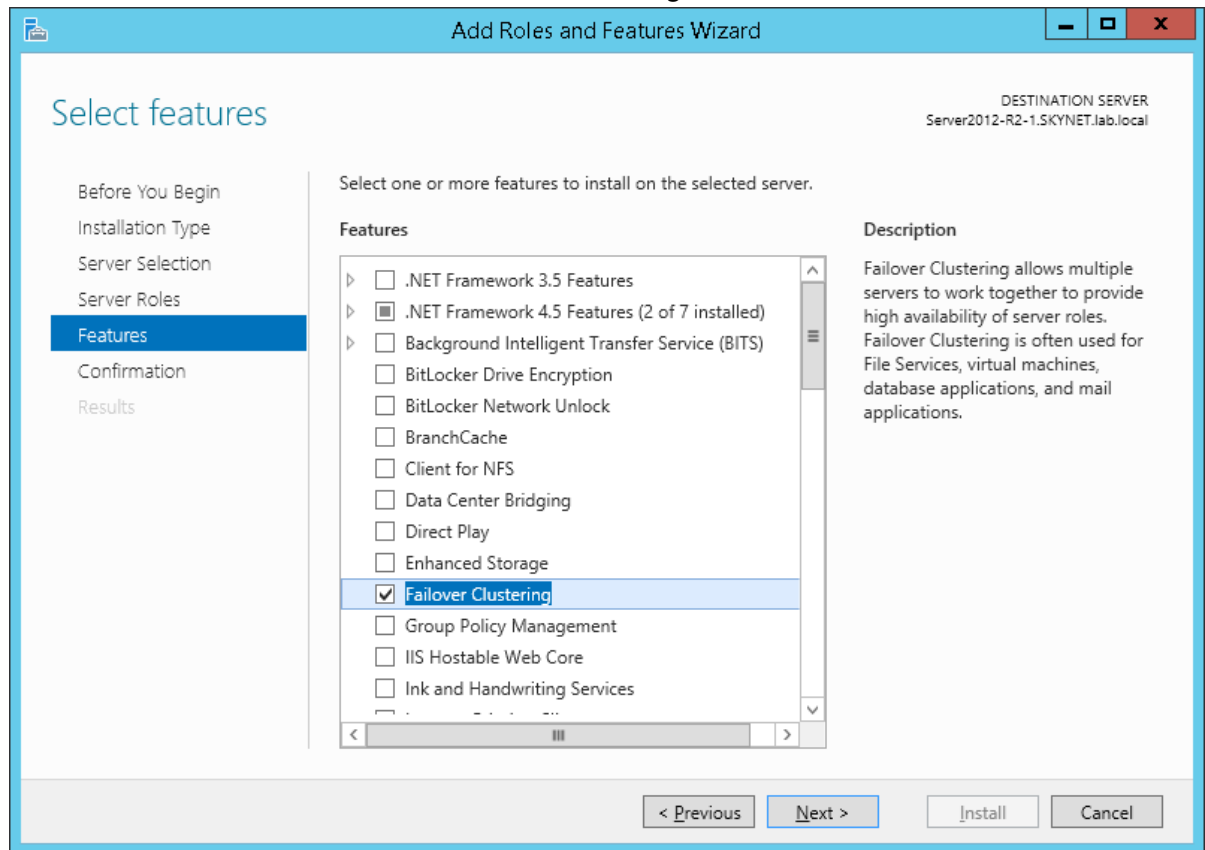 Add Roles and Features Wizard
Select features
DESTINATION SERVER
Server2012-R2-1.SKYNET.lab.local
Before You Begin
Installation Type
Server Selection
Server Roles
Features
Confirmation
Results
Select one or more features to install on the selected server.
Features
.NET Framework 3.5 Features
.NET Framework 4.5 Features (2 of 7 installed)
Background Intelligent Transfer Service (BITS)
BitLocker Drive Encryption
BitLocker Network Unlock
BranchCache
Client for NFS
Data Center Bridging
Direct Play
Enhanced Storage
Failover Clustering
Group Policy Management
IIS Hostable Web Core
Ink and Handwriting Services
Description
Failover Clustering allows multiple
servers to work together to provide
high availability of server roles.
Failover Clustering is often used for
File Services, virtual machines,
database applications, and mail
applications.
< Previous
Next >
Install
Cancel